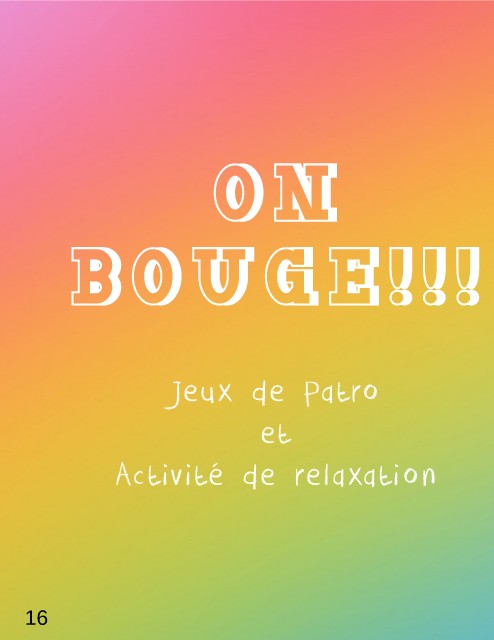 ON
BOUGE!!!
Jeux de Patro
et
Activité de relaxation
16